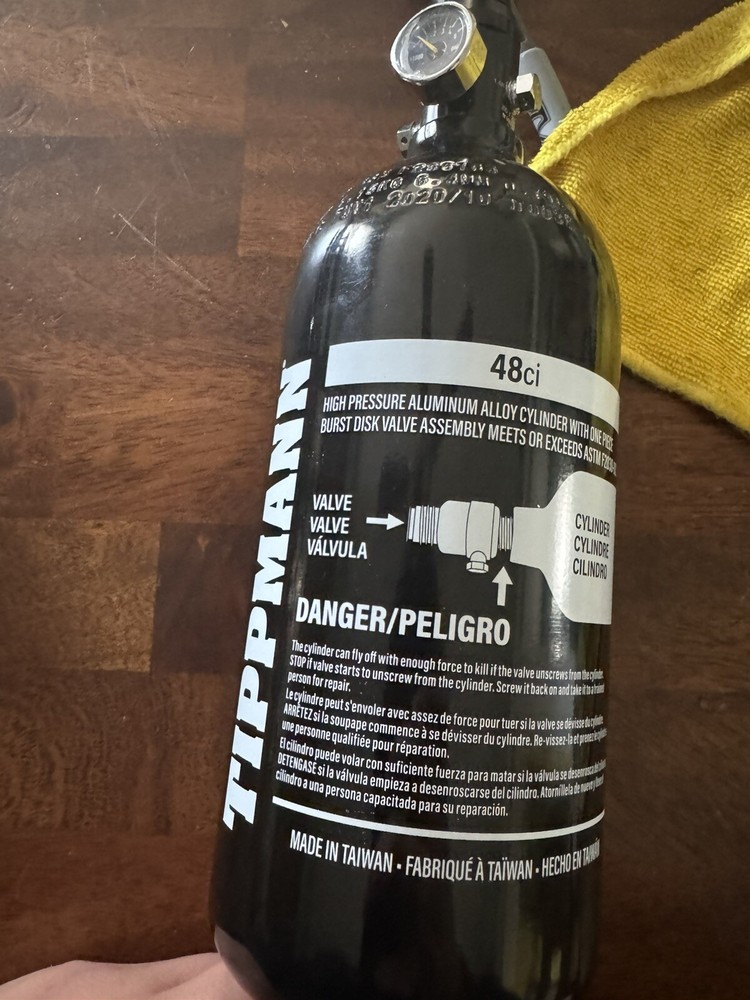 2020/10
TIPPMANN
48ci
HIGH PRESSURE ALUMINUM ALLOY CYLINDER WITH ONE PIECE
BURST DISK VALVE ASSEMBLY MEETS OR EXCEEDS ASTM
VALVE
VALVE
VÁLVULA
CYLINDER
CYLINDRE
CILINDRO
DANGER/PELIGRO
The cylinder can fly off with enough force to kill if the valve unscrews from the cylinder.
STOP if valve starts to unscrew from the cylinder. Screw it back on and take it to a trained
person for repair.
Le cylindre peut s'envoler avec assez de force pour tuer si la valve se dévisse du cylindre.
ARRÊTEZ si la soupape commence à se dévisser du cylindre. Re-vissez-la et prenez
une personne qualifiée pour réparation.
El cilindro puede volar con suficiente fuerza para matar si la válvula se desenrosca
DETENGASE si la válvula empieza a desenroscarse del cilindro. Atornillela de nuevo y
cilindro a una persona capacitada para su reparación.
MADE IN TAIWAN • FABRIQUÉ À TAÏWAN • HECHO EN TAIWÁN